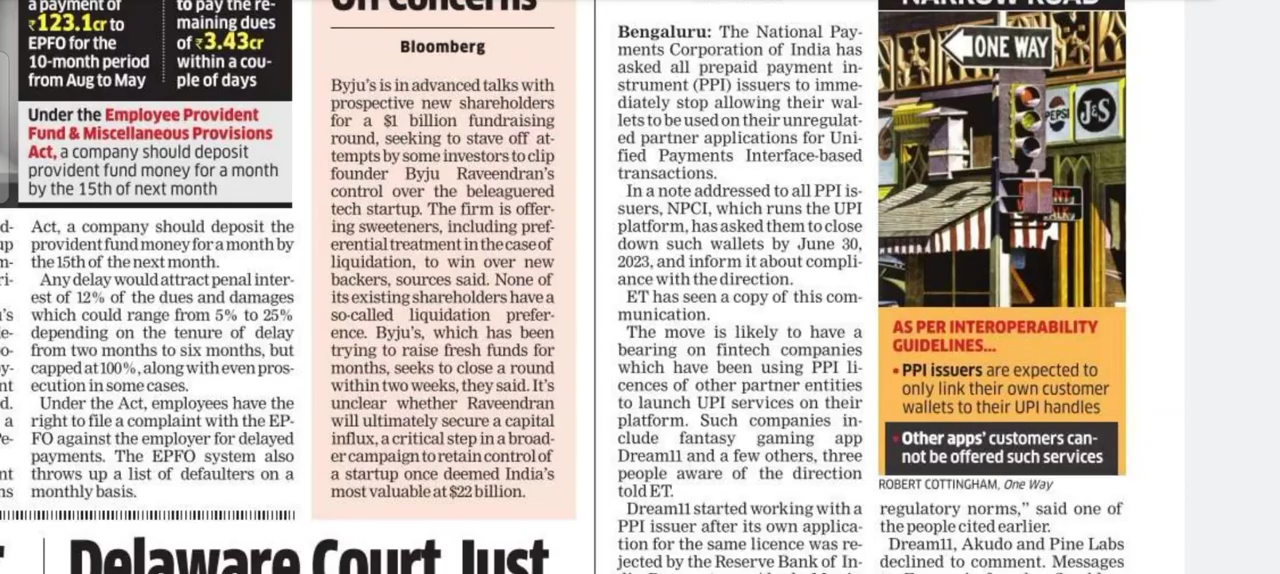 a payment of
₹123.1cr to
EPFO for the
10-month period
from Aug to May
to pay the re-
maining dues
of ₹3.43cr
within a cou-
ple of days
Under the Employee Provident
Fund & Miscellaneous Provisions
Act, a company should deposit
provident fund money for a month
by the 15th of next month
Act, a company should deposit the
provident fund money for a month by
the 15th of the next month.
Any delay would attract penal inter-
est of 12% of the dues and damages
which could range from 5% to 25%
depending on the tenure of delay
from two months to six months, but
capped at 100%, along with even pros-
ecution in some cases.
Under the Act, employees have the
right to file a complaint with the EP-
FO against the employer for delayed
payments. The EPFO system also
throws up a list of defaulters on a
monthly basis.
On Concerns
Bloomberg
Byju's is in advanced talks with
prospective new shareholders
for a $1 billion fundraising
round, seeking to stave off at-
tempts by some investors to clip
founder Byju Raveendran's
control over the beleaguered
tech startup. The firm is offer-
ing sweeteners, including pref-
erential treatment in the case of
liquidation, to win over new
backers, sources said. None of
its existing shareholders have a
so-called liquidation prefer-
ence. Byju's, which has been
trying to raise fresh funds for
months, seeks to close a round
within two weeks, they said. It's
unclear whether Raveendran
will ultimately secure a capital
influx, a critical step in a broad-
er campaign to retain control of
a startup once deemed India's
most valuable at $22 billion.
Delaware Court Just
Bengaluru: The National Pay-
ments Corporation of India has
asked all prepaid payment in-
strument (PPI) issuers to imme-
diately stop allowing their wal-
lets to be used on their unregulat-
ed partner applications for Uni-
fied Payments Interface-based
transactions.
In a note addressed to all PPI is-
suers, NPCI, which runs the UPI
platform, has asked them to close
down such wallets by June 30,
2023, and inform it about compli-
ance with the direction.
ET has seen a copy of this com-
munication.
The move is likely to have a
bearing on fintech companies
which have been using PPI li-
cences of other partner entities
to launch UPI services on their
platform. Such companies in-
clude fantasy gaming app
Dream11 and a few others, three
people aware of the direction
told ET.
Dream11 started working with a
PPI issuer after its own applica-
tion for the same licence was re-
jected by the Reserve Bank of In-
NARROW ROAD
ONE WAY
PEPSI
J&S
AS PER INTEROPERABILITY
GUIDELINES...
• PPI issuers are expected to
only link their own customer
wallets to their UPI handles
• Other apps' customers can-
not be offered such services
ROBERT COTTINGHAM, One Way
regulatory norms," said one of
the people cited earlier.
Dream11, Akudo and Pine Labs
declined to comment. Messages